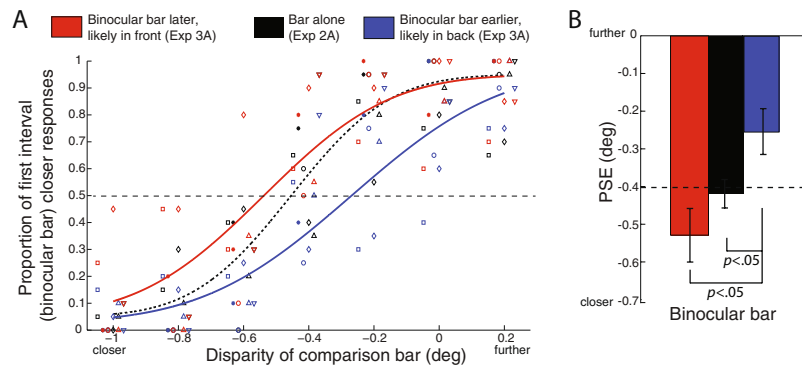 A
Binocular bar later,
likely in front (Exp 3A)
Bar alone
(Exp 2A)
Binocular bar earlier,
likely in back (Exp 3A)
Proportion of first interval
(binocular bar) closer responses
1
0.9
0.8
0.7
0.6
0.5
0.4
0.3
0.2
0.1
0
−1
−0.8
−0.6
−0.4
−0.2
0
0.2
closer
Disparity of comparison bar (deg)
further
B
further
0
-0.1
-0.2
-0.3
-0.4
-0.5
-0.6
-0.7
closer
PSE (deg)
p<.05
p<.05
Binocular bar